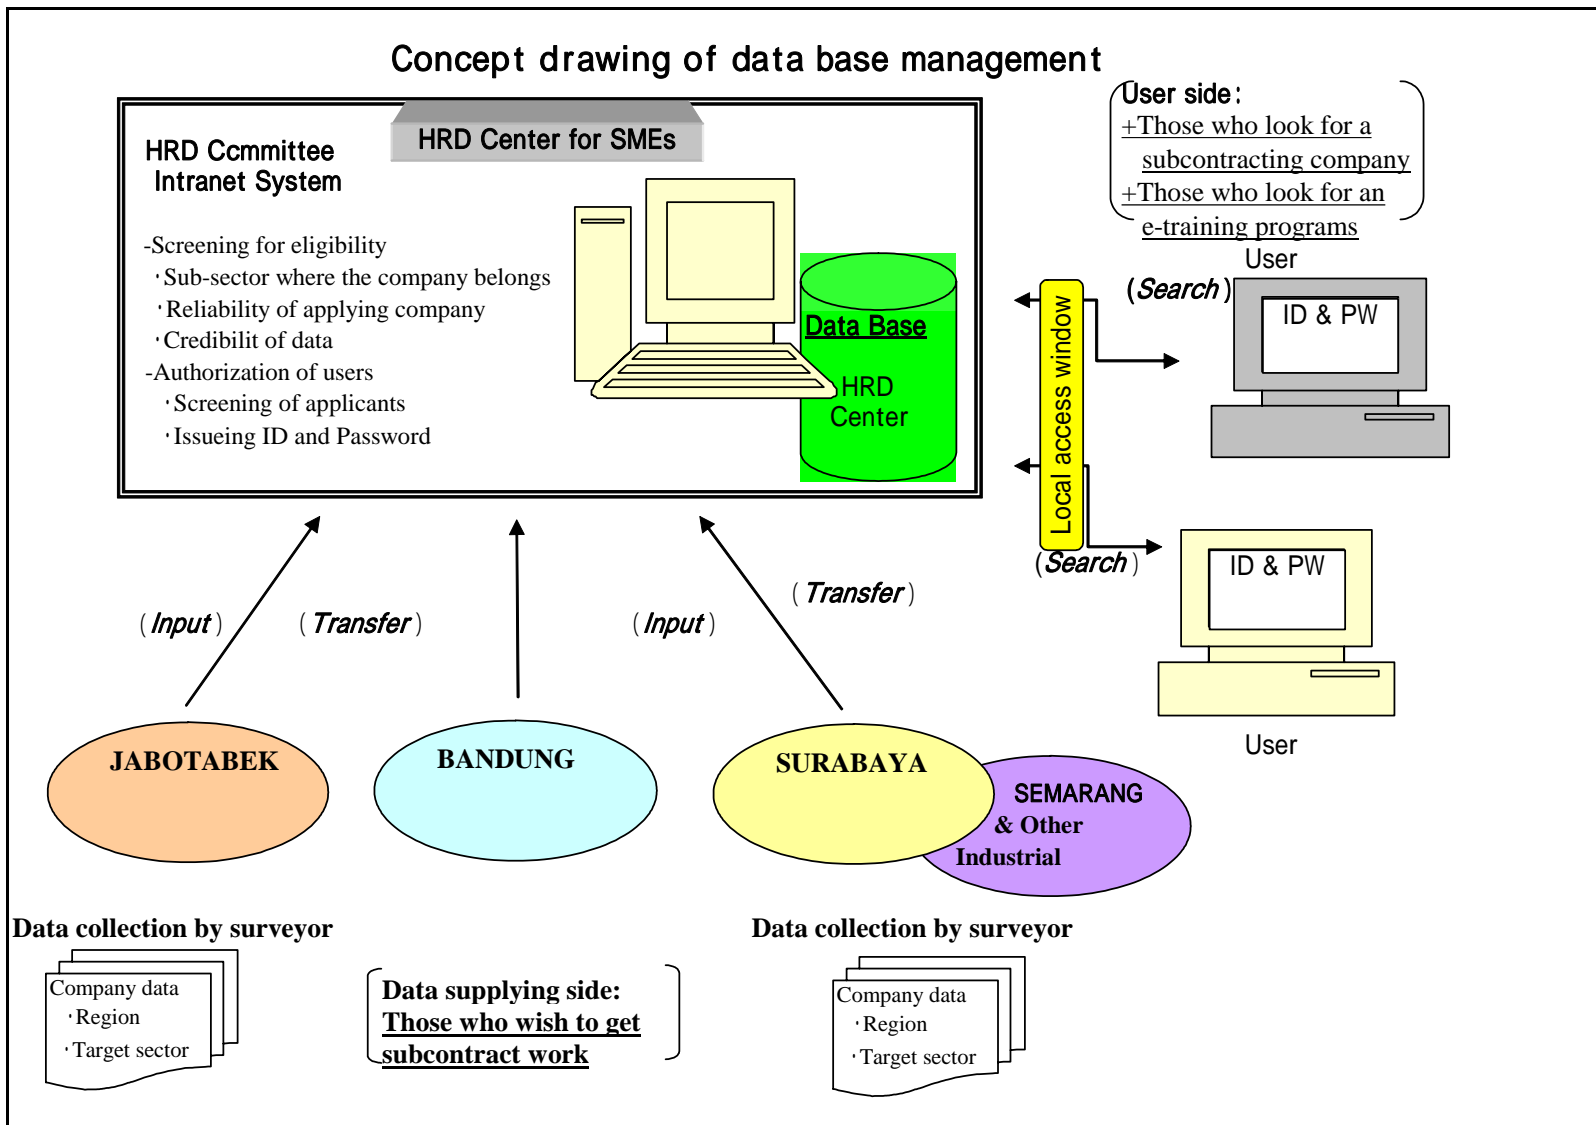 Concept drawing of data base management
HRD Center for SMEs
HRD Ccmmittee
Intranet System
-Screening for eligibility
·Sub-sector where the company belongs
·Reliability of applying company
·Credibilit of data
-Authorization of users
·Screening of applicants
·Issueing ID and Password
Data Base
HRD
Center
User side:
+Those who look for a
subcontracting company
+Those who look for an
e-training programs
User
(Search)
ID & PW
Local access window
(Search)
ID & PW
User
(Input)
(Transfer)
(Input)
(Transfer)
JABOTABEK
BANDUNG
SURABAYA
SEMARANG
& Other
Industrial
Data collection by surveyor
Company data
·Region
·Target sector
Data supplying side:
Those who wish to get
subcontract work
Data collection by surveyor
Company data
·Region
·Target sector